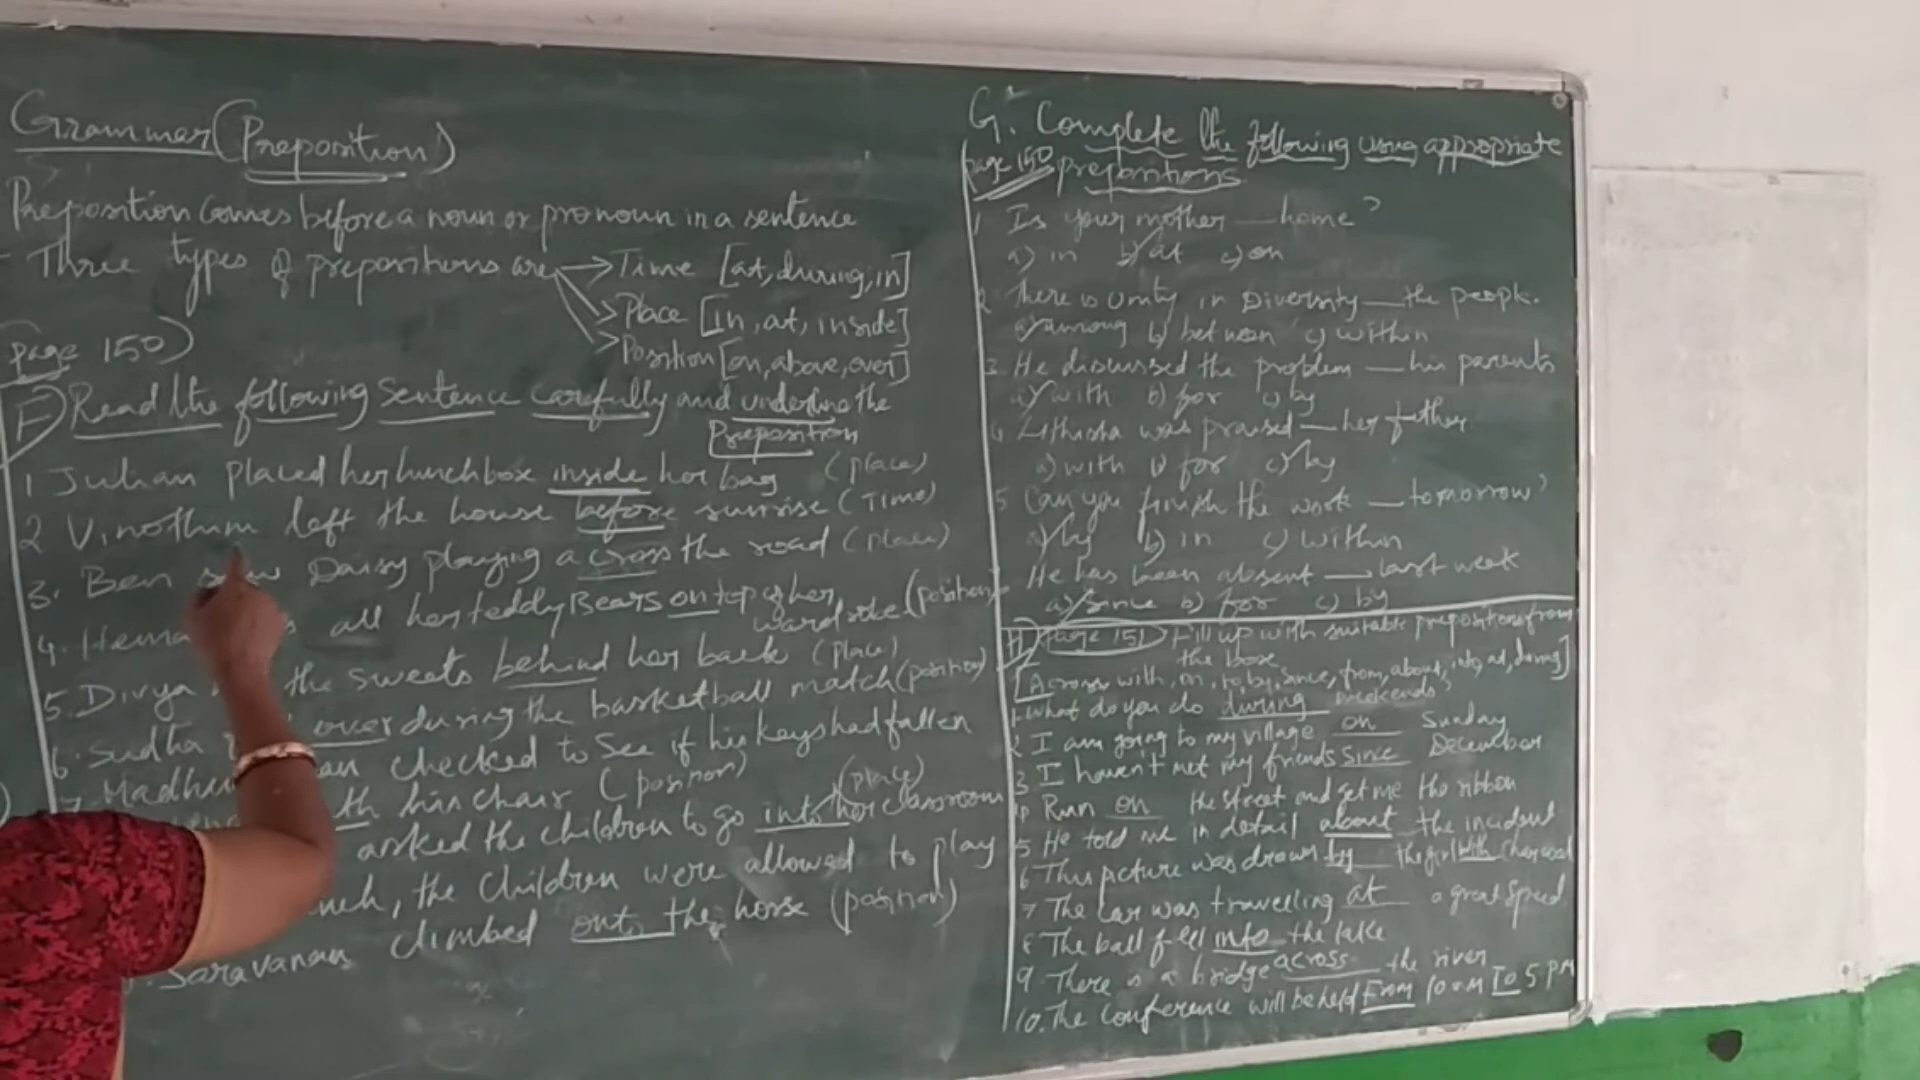 Grammar (Preposition)
Preposition Comes before a noun or pronoun in a sentence
Three types of prepositions are → Time [at, during, in]
Place [in, at, inside]
Position [on, above, over]
Page 150)
F) Read the following sentence carefully and underline the
Preposition
1 Julian placed her lunchbox inside her bag (place)
2 Vinothum left the house before sunrise (Time)
3. Ben saw Daisy playing across the road (place)
4. Hema all her teddy Bears on top of her
wardrobe (position)
5. Divya the sweets behind her back (place)
6. Sudha over during the basketball match (position)
7. Madhu an checked to see if his keys had fallen
th his chair (position)
asked the children to go into her classroom
(place)
the children were allowed to play
Saravanan climbed onto the horse (position)
G. Complete the following using appropriate
page 150 prepositions
1 Is your mother — home?
a) in b) at c) on
2 There is Unity in Diversity — the people.
a) among b) between c) within
3 He discussed the problem — his parents
a) with b) for c) by
4 Lithisha was praised — her father
a) with b) for c) by
5 Can you finish the work — tomorrow?
a) by b) in c) within
He has been absent — last week
a) since b) for c) by
H) Page 151) Fill up with suitable prepositions from
the box
[Across with, on, to, by, since, from, about, into, at, during]
1. What do you do during weekends?
2 I am going to my village on Sunday
3 I haven't met my friends since December
4 Run on the street and get me the ribbon
5 He told me in detail about the incident
6 This picture was drawn by the girl with charcoal
7 The car was travelling at a great speed
8 The ball fell into the lake
9 There is a bridge across the river
10. The conference will be held From 10 am To 5 PM